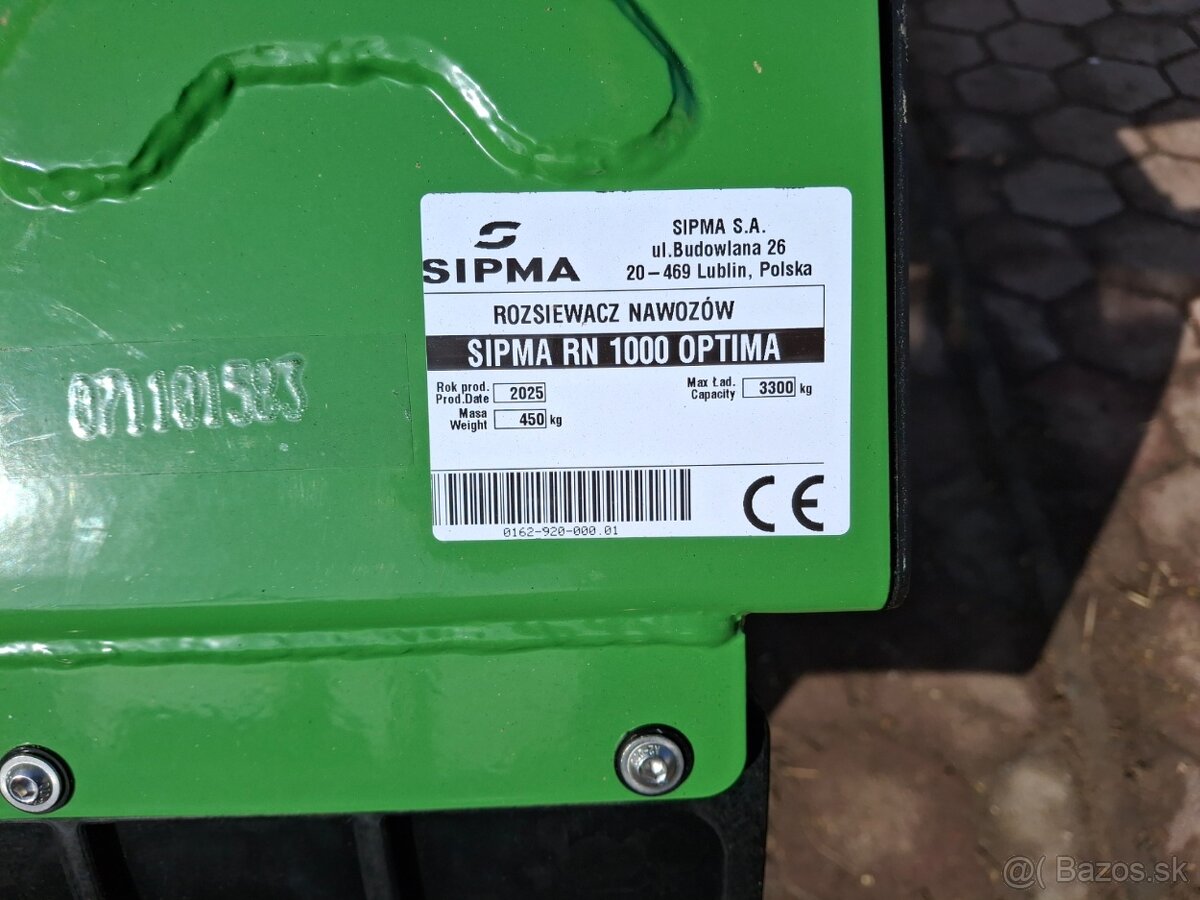 SIPMA
SIPMA S.A.
ul.Budowlana 26
20-469 Lublin, Polska
ROZSIEWACZ NAWOZÓW
SIPMA RN 1000 OPTIMA
Rok prod.
Prod.Date 2025
Max Ład.
Capacity 3300 kg
Masa
Weight 450 kg
0162-920-000.01
CE
@( Bazos.sk